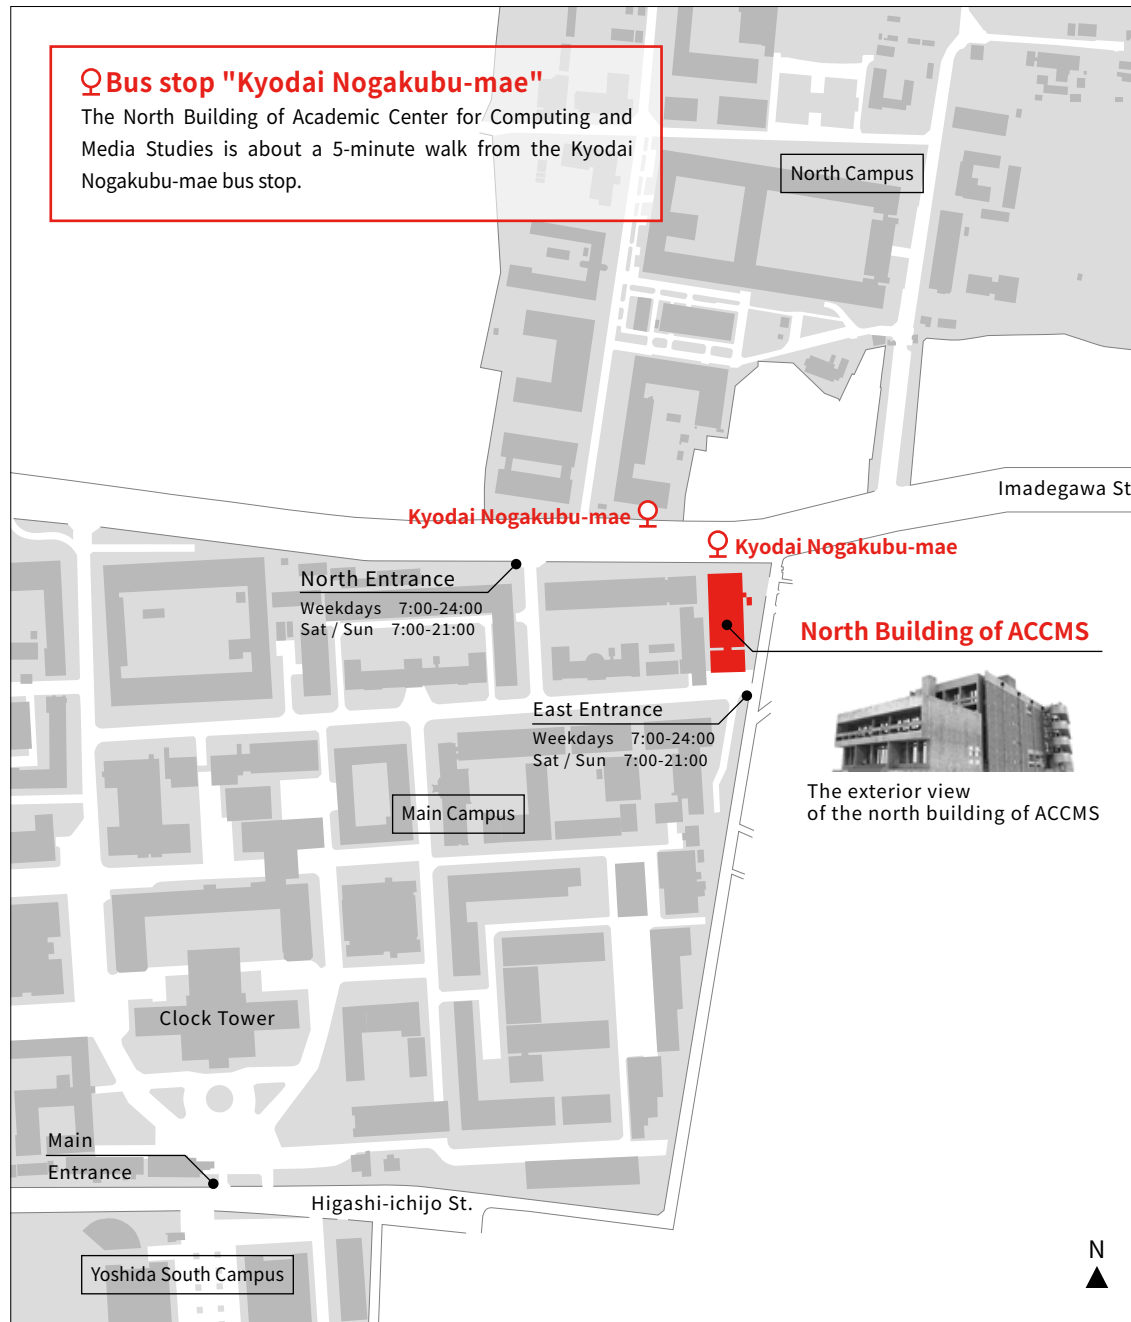 Bus stop "Kyodai Nogakubu-mae"
The North Building of Academic Center for Computing and
Media Studies is about a 5-minute walk from the Kyodai
Nogakubu-mae bus stop.
North Campus
Imadegawa St
Kyodai Nogakubu-mae
Kyodai Nogakubu-mae
North Entrance
Weekdays 7:00-24:00
Sat / Sun 7:00-21:00
North Building of ACCMS
East Entrance
Weekdays 7:00-24:00
Sat / Sun 7:00-21:00
The exterior view
of the north building of ACCMS
Main Campus
Clock Tower
Main
Entrance
Higashi-ichijo St.
Yoshida South Campus
N